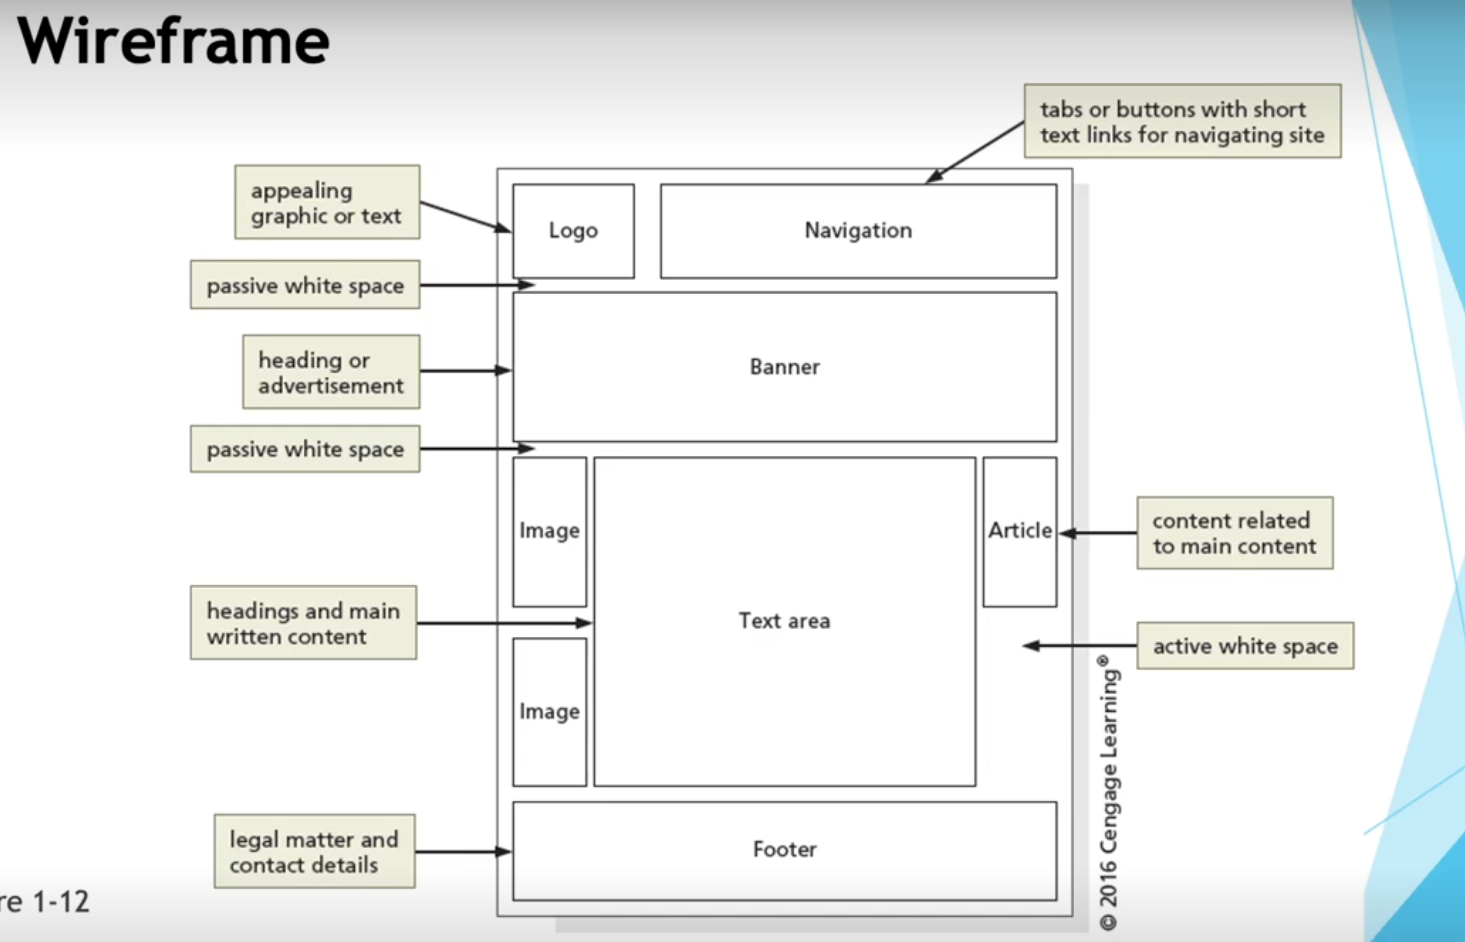 Wireframe
tabs or buttons with short
text links for navigating site
appealing
graphic or text
Logo
Navigation
passive white space
heading or
advertisement
Banner
passive white space
Image
Article
content related
to main content
headings and main
written content
Text area
active white space
Image
legal matter and
contact details
Footer
© 2016 Cengage Learning®
re 1-12